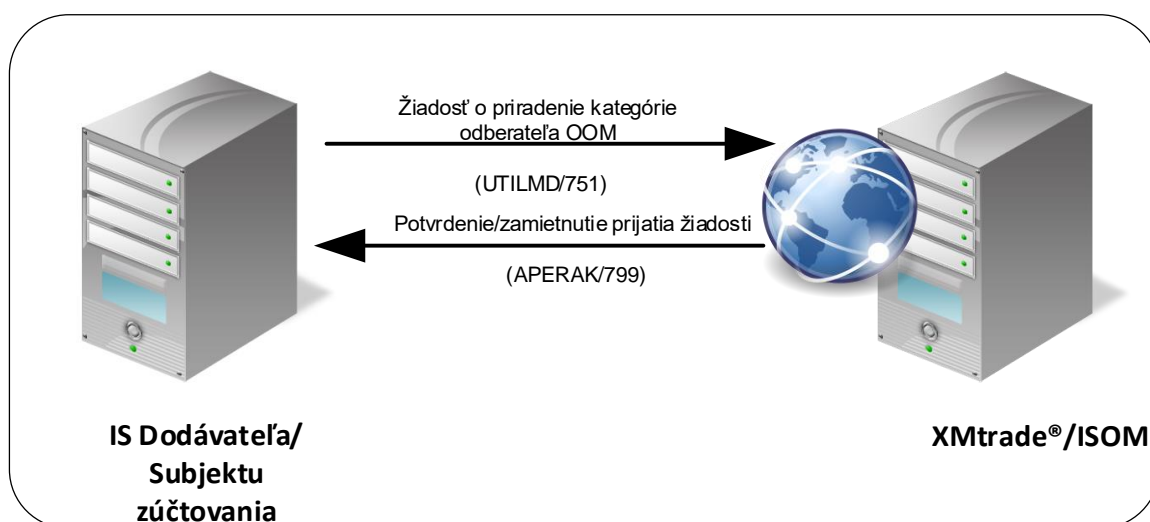 Žiadosť o priradenie kategórie
odberateľa OOM
(UTILMD/751)
Potvrdenie/zamietnutie prijatia žiadosti
(APERAK/799)
IS Dodávateľa/
Subjektu
zúčtovania
XMtrade®/ISOM